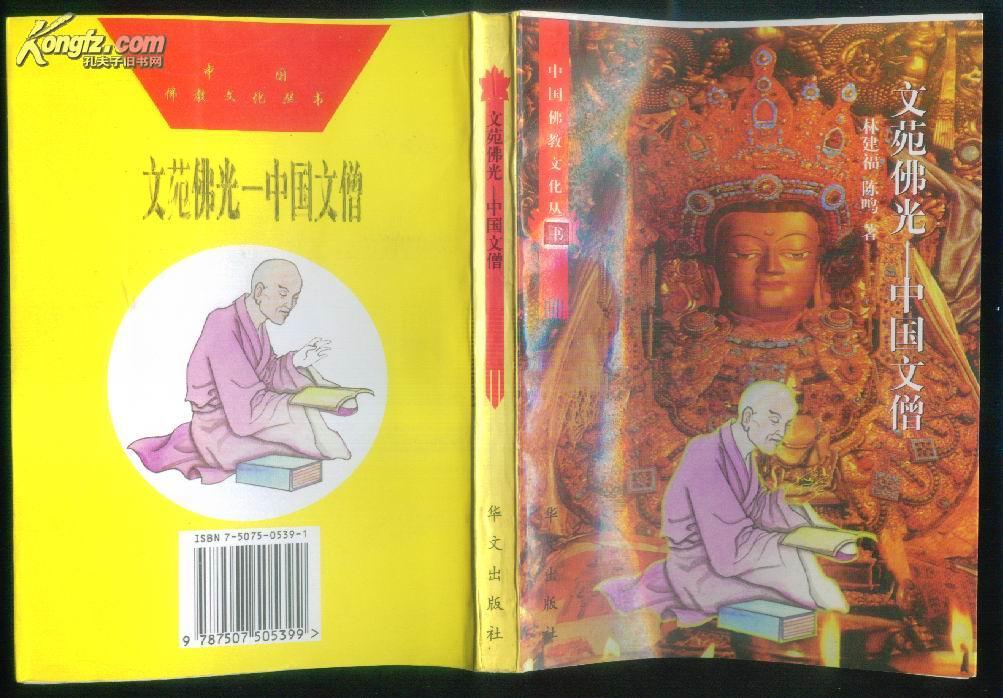 Kongfz.com
孔夫子旧书网
中国
佛教文化丛书
文苑佛光—中国文僧
ISBN 7-5075-0539-1
9 787507 505399 >
文苑佛光—中国文僧
华文出版社
中国佛教文化丛书
华文出版社
文苑佛光—中国文僧
林建福 陈鸣 著